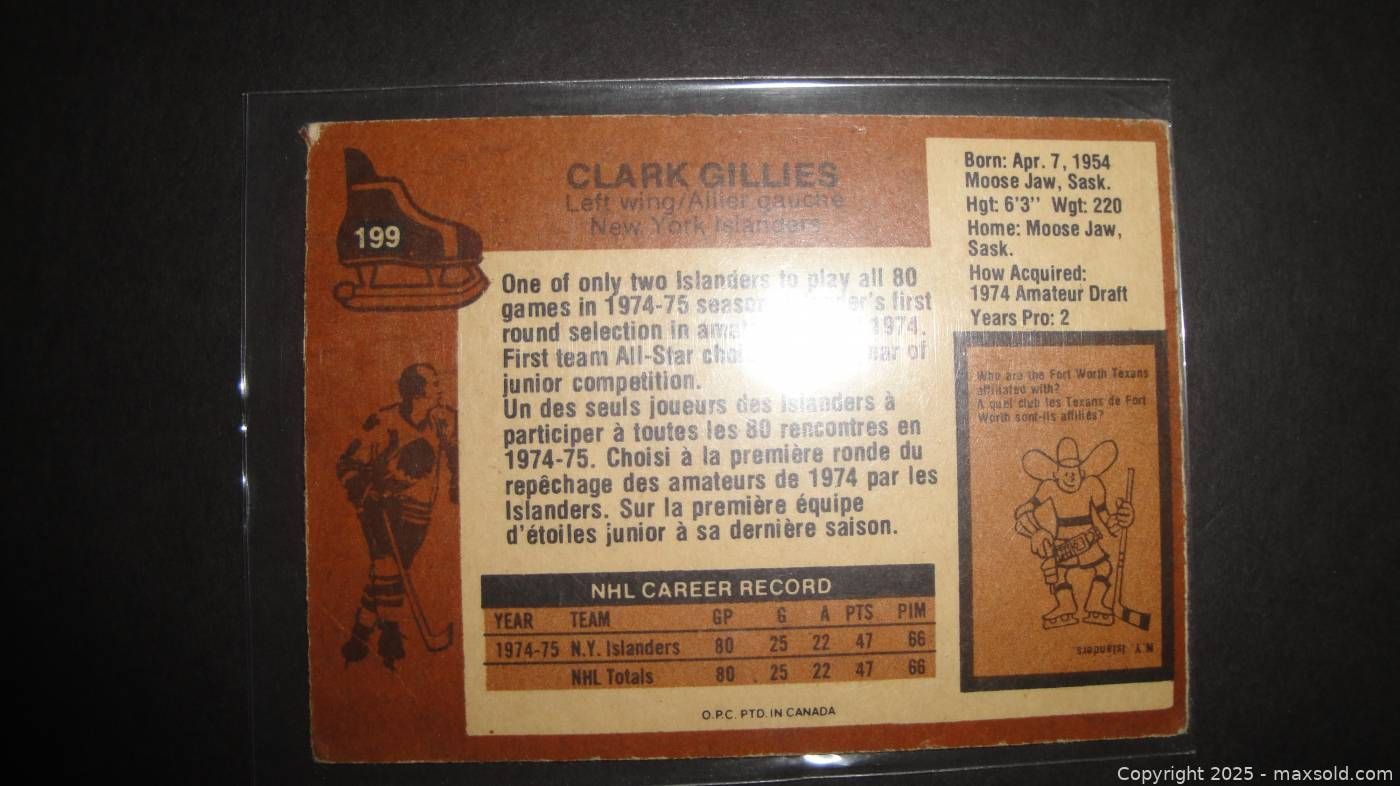 199
CLARK GILLIES
Left wing/Ailier gauche
New York Islanders
Born: Apr. 7, 1954
Moose Jaw, Sask.
Hgt: 6'3" Wgt: 220
Home: Moose Jaw,
Sask.
How Acquired:
1974 Amateur Draft
Years Pro: 2
One of only two Islanders to play all 80
games in 1974-75 season. first
round selection in 1974.
First team All-Star of
junior competition.
Un des seuls joueurs des Islanders à
participer à toutes les 80 rencontres en
1974-75. Choisi à la première ronde du
repêchage des amateurs de 1974 par les
Islanders. Sur la première équipe
d'étoiles junior à sa dernière saison.
Who are the Fort Worth Texans
affiliated with?
A quel club les Texans de Fort
Worth sont-ils affiliés?
N.Y. Islanders
NHL CAREER RECORD
YEAR TEAM GP G A PTS PIM
1974-75 N.Y. Islanders 80 25 22 47 66
NHL Totals 80 25 22 47 66
O.P.C. PTD. IN CANADA
Copyright 2025 - maxsold.com